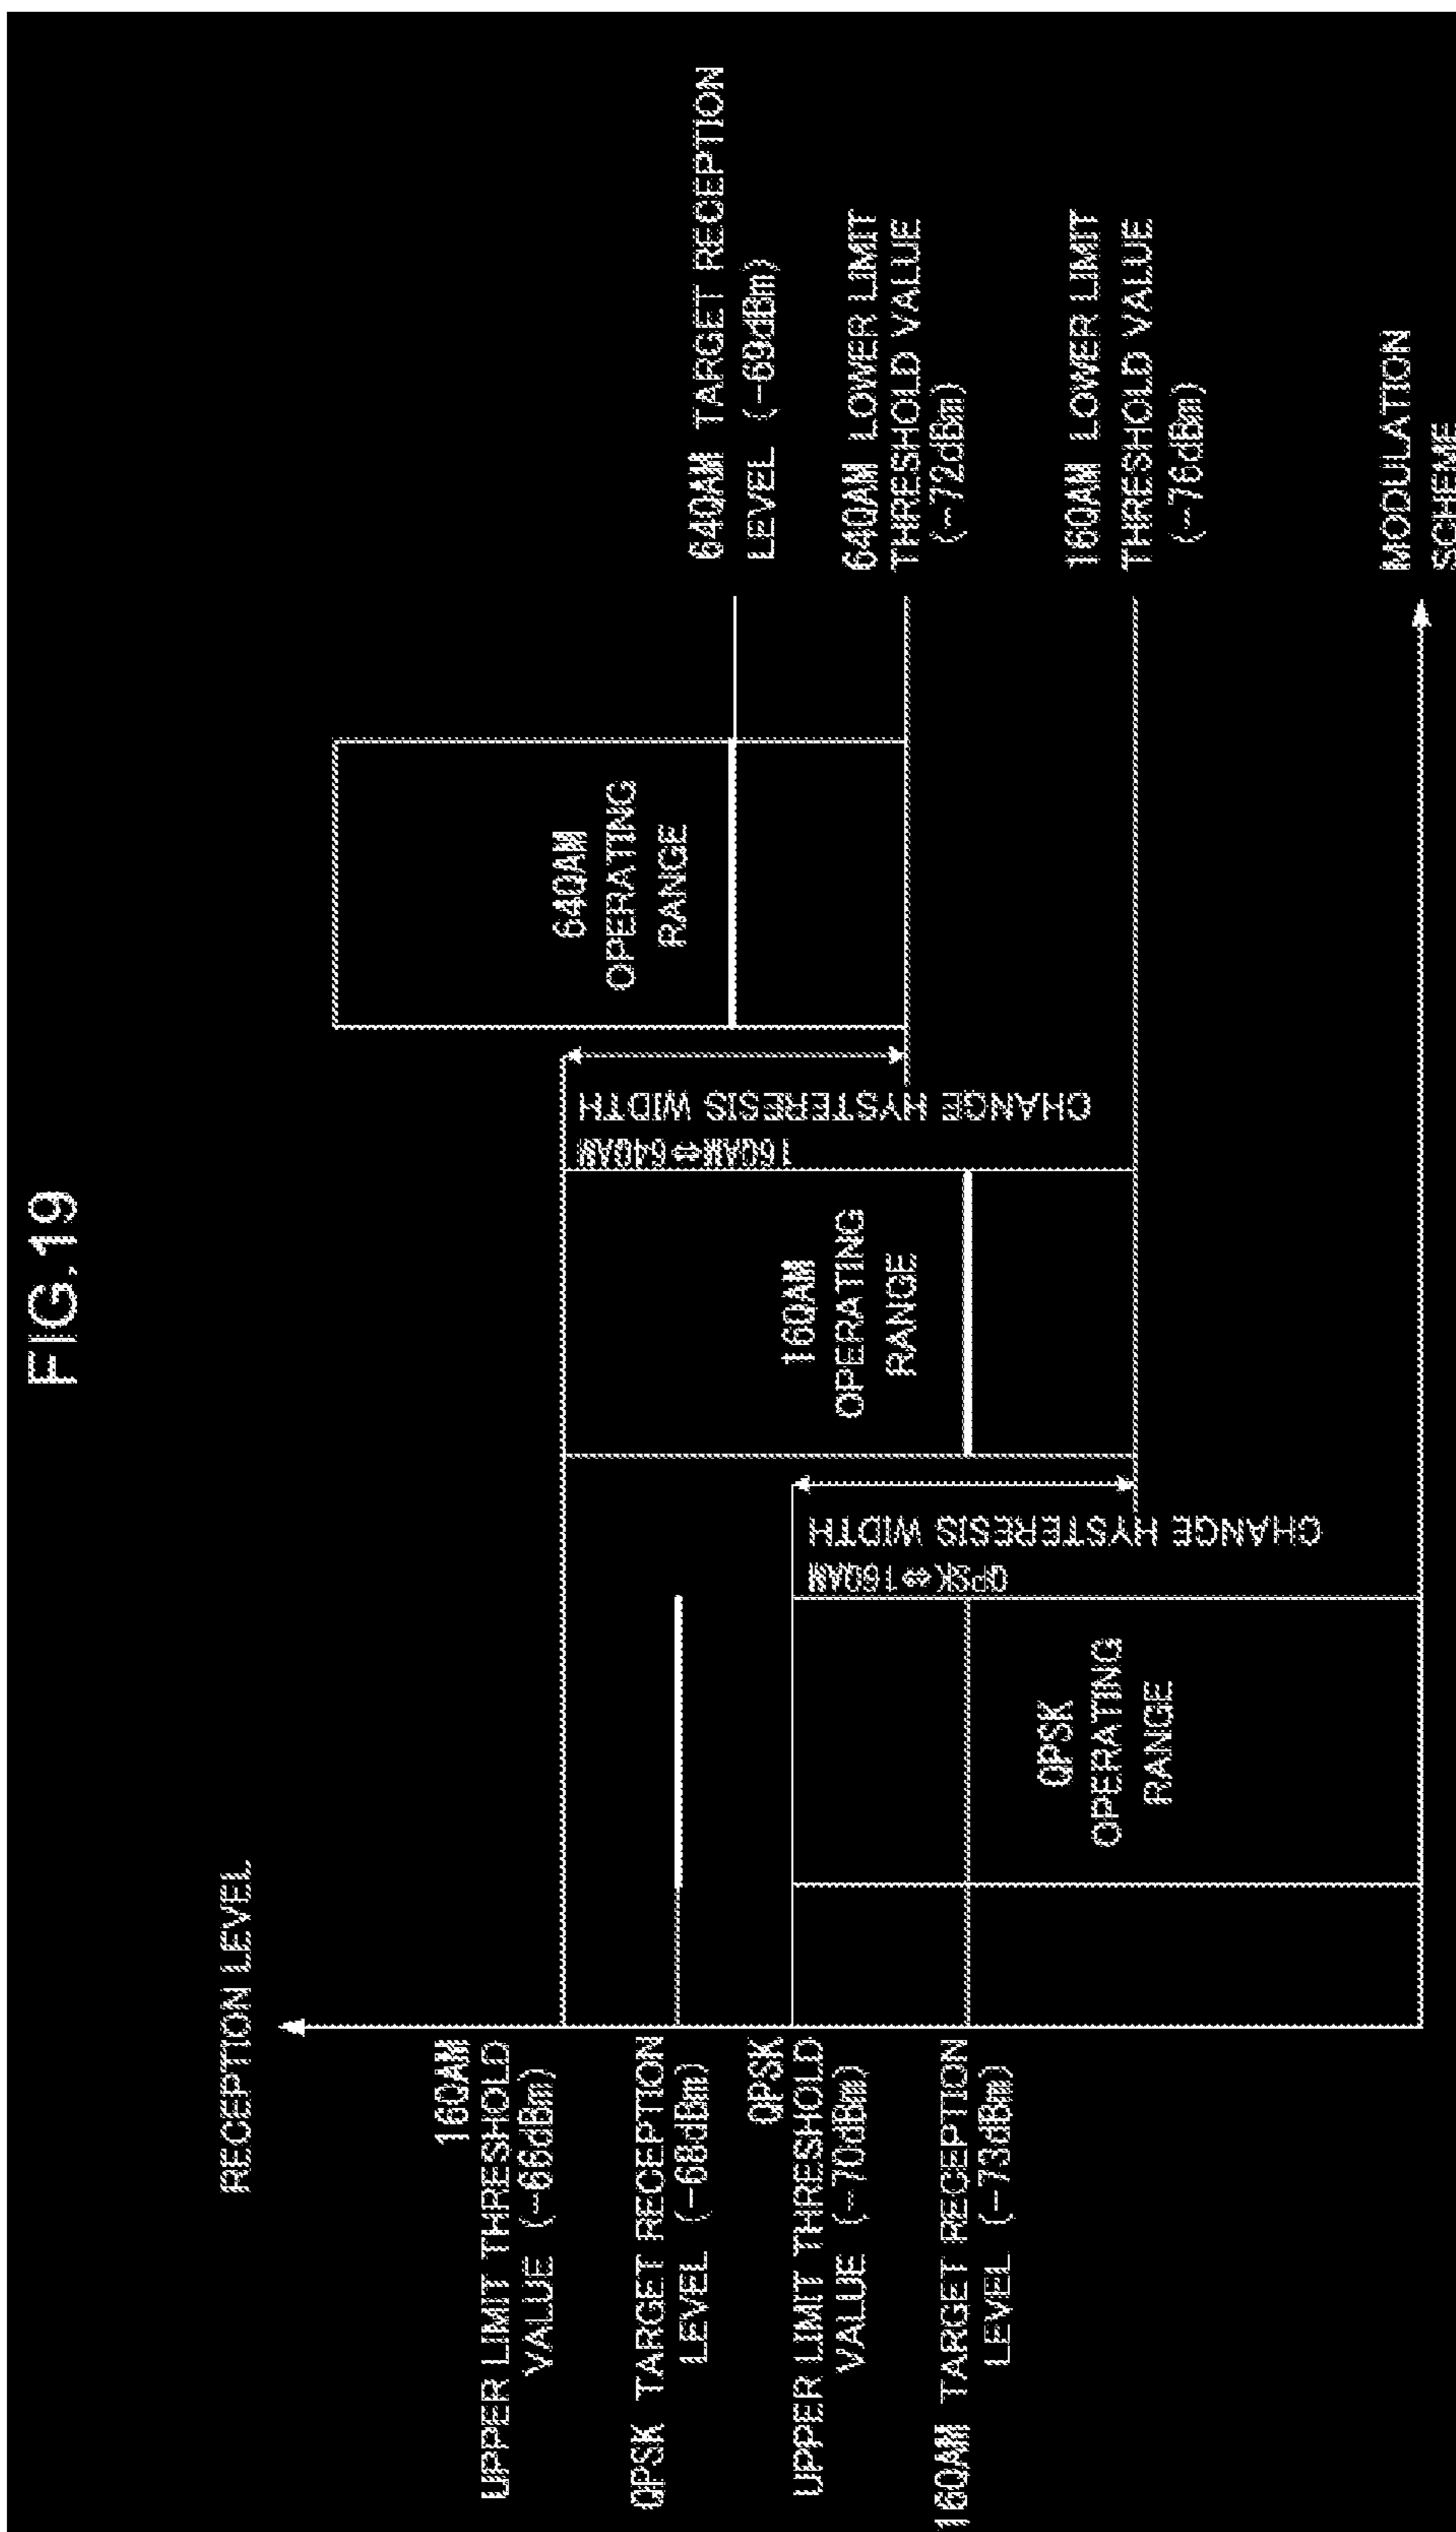 FIG.19
RECEPTION LEVEL
16QAM
UPPER LIMIT THRESHOLD
VALUE (-66dBm)
QPSK TARGET RECEPTION
LEVEL (-68dBm)
QPSK
UPPER LIMIT THRESHOLD
VALUE (-70dBm)
16QAM TARGET RECEPTION
LEVEL (-73dBm)
QPSK
OPERATING
RANGE
QPSK⇔16QAM
CHANGE HYSTERESIS WIDTH
16QAM
OPERATING
RANGE
16QAM⇔64QAM
CHANGE HYSTERESIS WIDTH
64QAM
OPERATING
RANGE
64QAM TARGET RECEPTION
LEVEL (-69dBm)
64QAM LOWER LIMIT
THRESHOLD VALUE
(-72dBm)
16QAM LOWER LIMIT
THRESHOLD VALUE
(-76dBm)
MODULATION
SCHEME